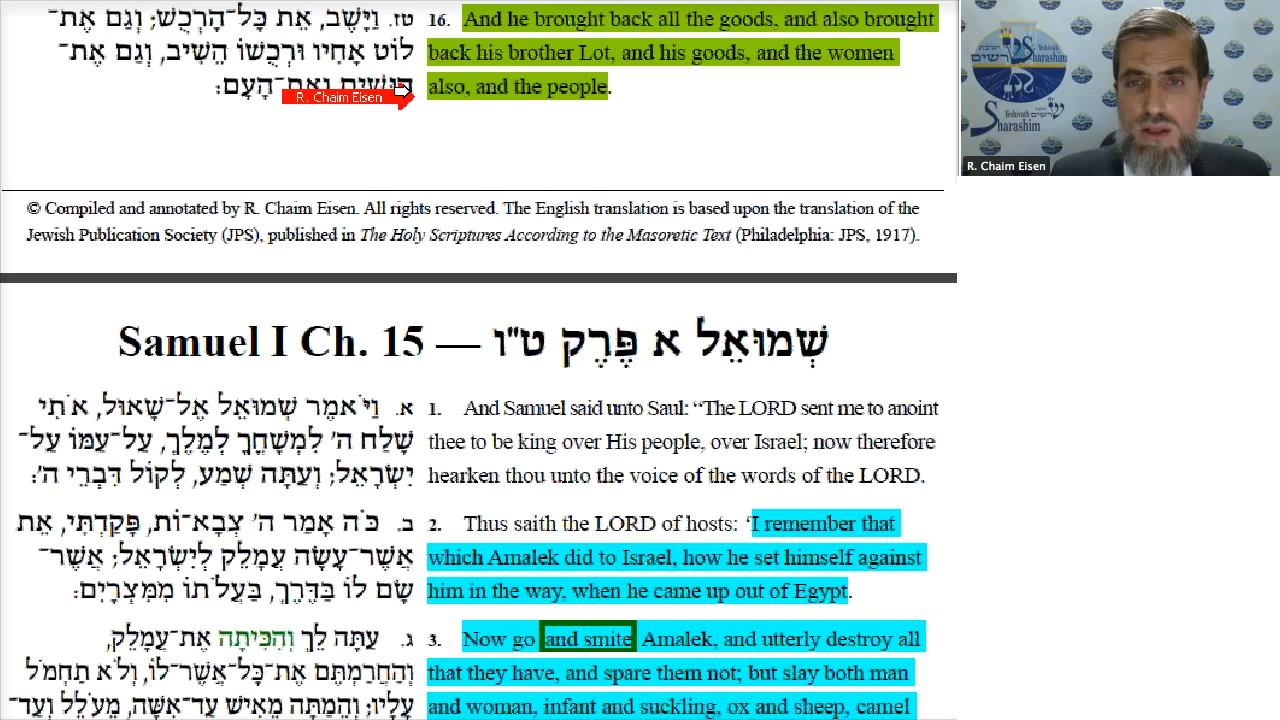 טז. וַיָּשֶׁב, אֵת כׇּל־הָרְכֻשׁ; וְגַם אֶת־
לוֹט אָחִיו וּרְכֻשׁוֹ הֵשִׁיב, וְגַם אֶת־
הָעָם:
16. And he brought back all the goods, and also brought
back his brother Lot, and his goods, and the women
also, and the people.
R. Chaim Eisen
© Compiled and annotated by R. Chaim Eisen. All rights reserved. The English translation is based upon the translation of the
Jewish Publication Society (JPS), published in The Holy Scriptures According to the Masoretic Text (Philadelphia: JPS, 1917).
Samuel I Ch. 15 — שְׁמוּאֵל א פֶּרֶק ט"ו
א. וַיֹּאמֶר שְׁמוּאֵל אֶל־שָׁאוּל, אֹתִי
שָׁלַח ה' לִמְשָׁחֳךָ לְמֶלֶךְ, עַל־עַמּוֹ עַל־
יִשְׂרָאֵל; וְעַתָּה שְׁמַע, לְקוֹל דִּבְרֵי ה':
1. And Samuel said unto Saul: “The LORD sent me to anoint
thee to be king over His people, over Israel; now therefore
hearken thou unto the voice of the words of the LORD.
ב. כֹּה אָמַר ה' צְבָא־וֹת, פָּקַדְתִּי, אֵת
אֲשֶׁר־עָשָׂה עֲמָלֵק לְיִשְׂרָאֵל; אֲשֶׁר־
שָׂם לוֹ בַּדֶּרֶךְ, בַּעֲלֹתוֹ מִמִּצְרָיִם:
2. Thus saith the LORD of hosts: ‘I remember that
which Amalek did to Israel, how he set himself against
him in the way, when he came up out of Egypt.
ג. עַתָּה לֵךְ וְהִכִּיתָה אֶת־עֲמָלֵק,
וְהַחֲרַמְתֶּם אֶת־כׇּל־אֲשֶׁר־לוֹ, וְלֹא תַחְמֹל
עָלָיו; וְהֵמַתָּה מֵאִישׁ עַד־אִשָּׁה, מֵעֹלֵל וְעַד־
3. Now go and smite Amalek, and utterly destroy all
that they have, and spare them not; but slay both man
and woman, infant and suckling, ox and sheep, camel
Yeshivath
Sharashim
R. Chaim Eisen